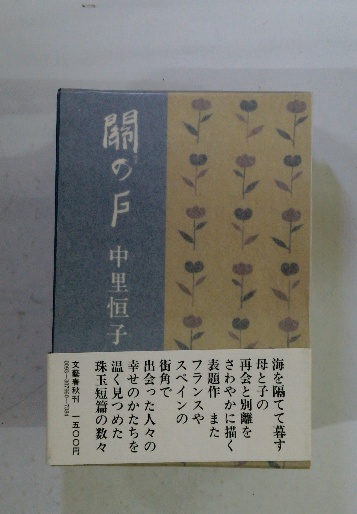 關の戸
中里恒子
海を隔てて暮す
母と子の
再会と別離を
さわやかに描く
表題作 また
フランスや
スペインの
街角で
出会った人々の
幸せのかたちを
温く見つめた
珠玉短篇の数々
文藝春秋刊 一五〇〇円